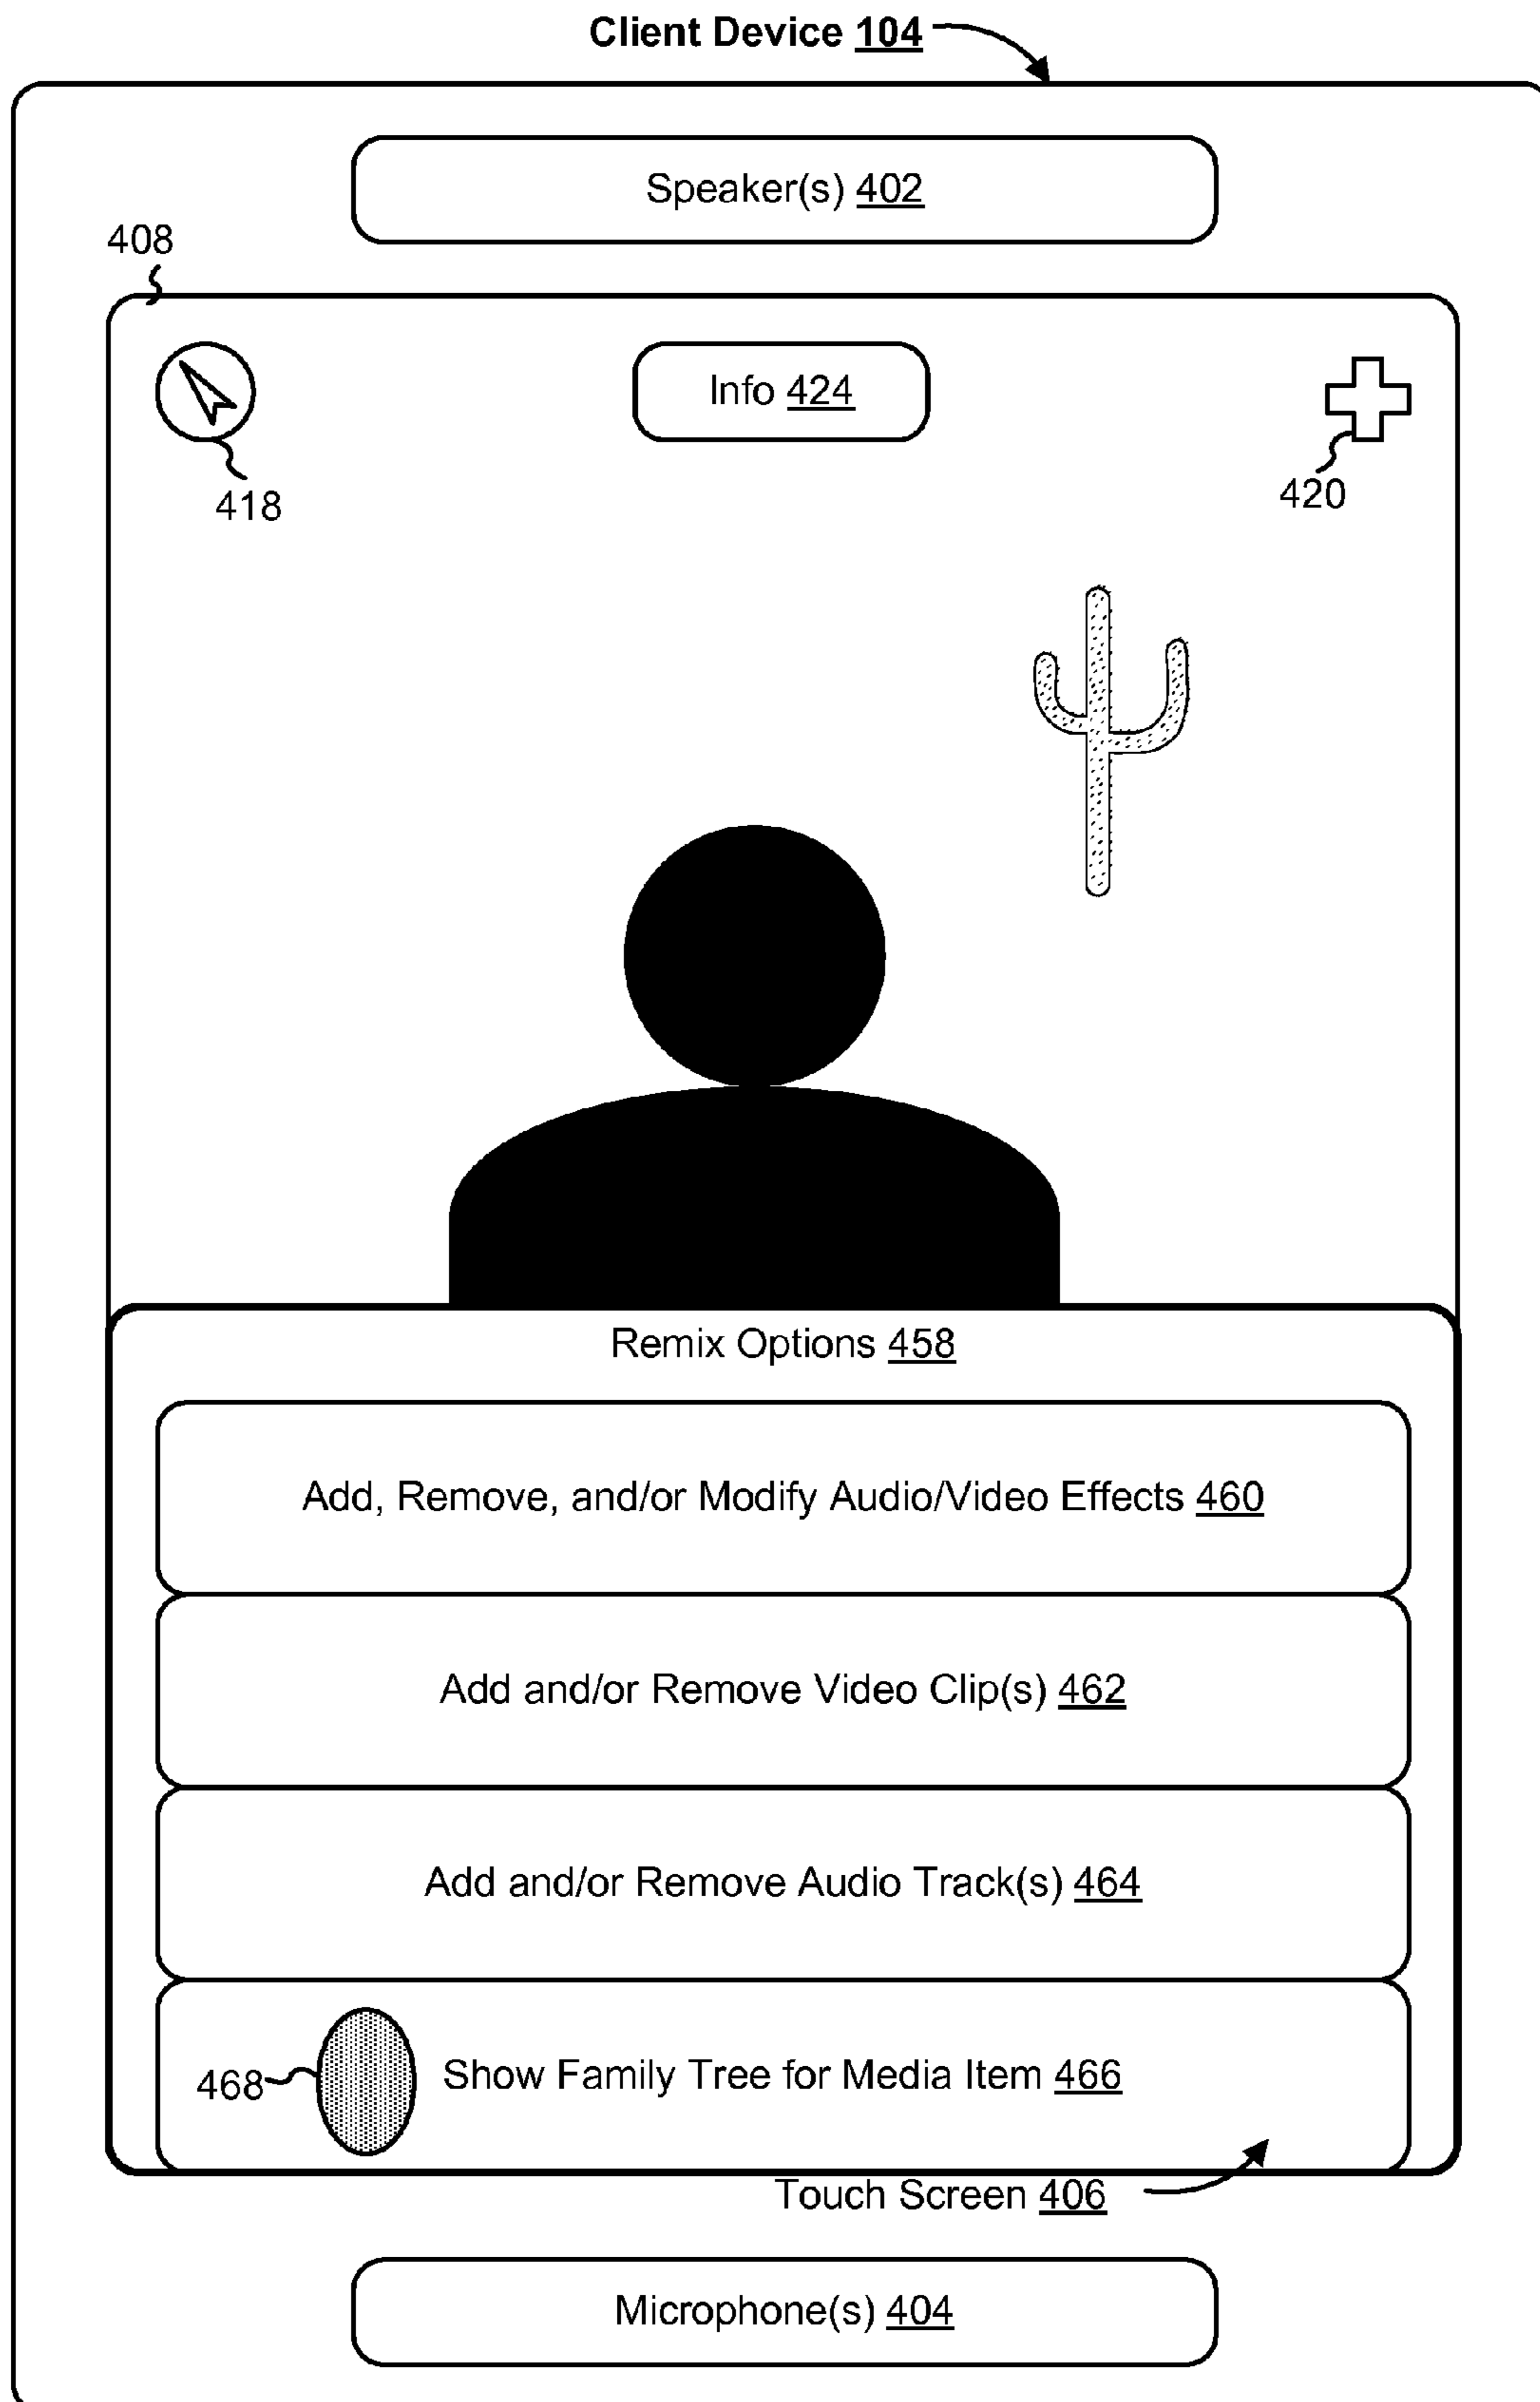 Client Device 104
Speaker(s) 402
408
Info 424
418
420
Remix Options 458
Add, Remove, and/or Modify Audio/Video Effects 460
Add and/or Remove Video Clip(s) 462
Add and/or Remove Audio Track(s) 464
468 Show Family Tree for Media Item 466
Touch Screen 406
Microphone(s) 404